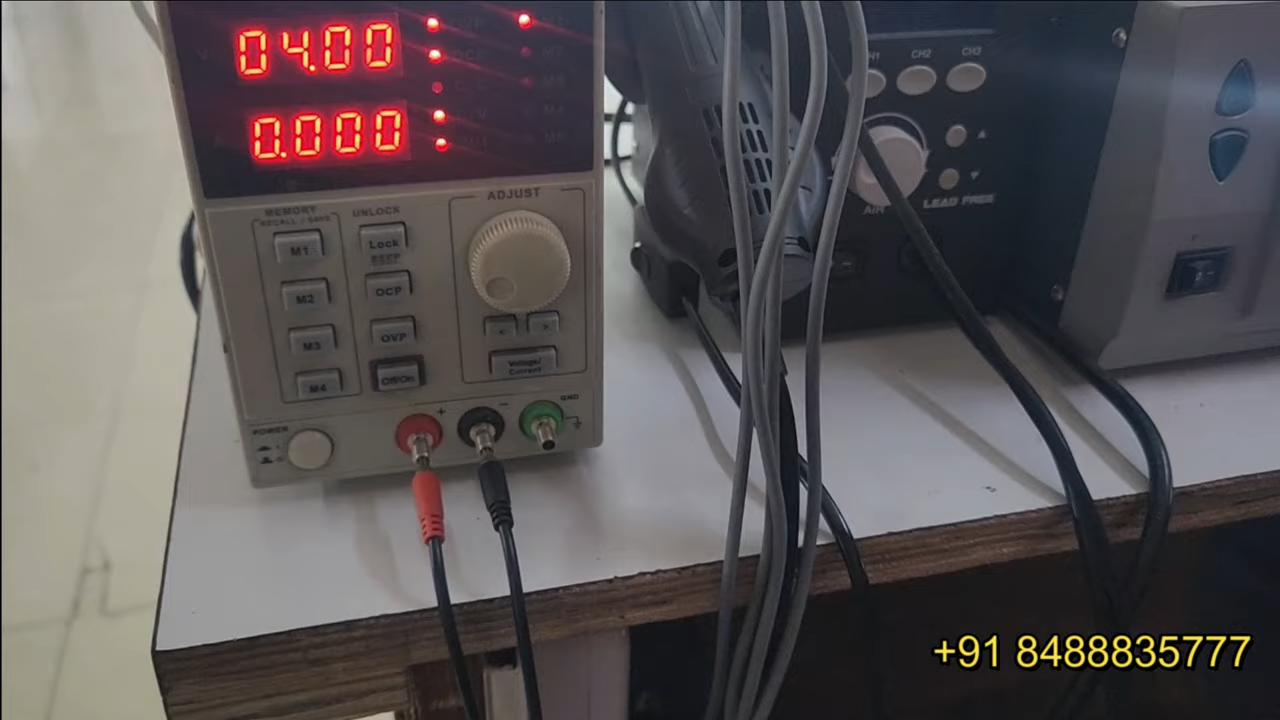 04.00
0.000
ADJUST
MEMORY
RECALL / SAVE
M1
M2
M3
M4
UNLOCK
Lock
BEEP
OCP
OVP
Off/On
< >
Voltage/
Current
POWER
+
-
GND
CH2
CH3
AIR
LEAD FREE
+91 8488835777